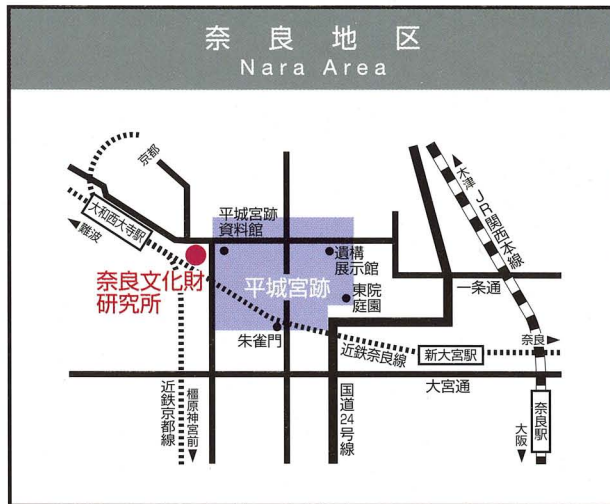 奈良地区
Nara Area
京都
大和西大寺駅
難波
平城宮跡
資料館
木津
JR関西本線
遺構
展示館
奈良文化財
研究所
平城宮跡
東院
庭園
一条通
朱雀門
近鉄奈良線
新大宮駅
奈良
大宮通
近鉄京都線
橿原神宮前
国道24号線
大阪
奈良駅